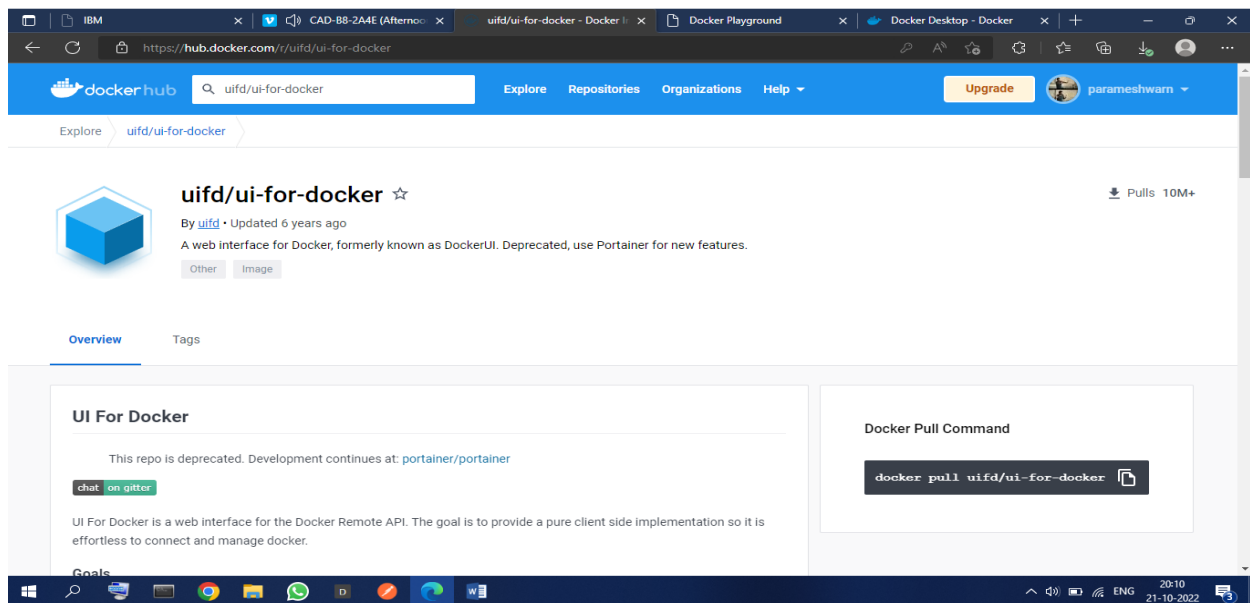 IBM
CAD-B8-2A4E (Afternoo
uifd/ui-for-docker - Docker I
Docker Playground
Docker Desktop - Docker
https://hub.docker.com/r/uifd/ui-for-docker
dockerhub
uifd/ui-for-docker
Explore
Repositories
Organizations
Help
Upgrade
parameshwarn
Explore
uifd/ui-for-docker
uifd/ui-for-docker
Pulls 10M+
By uifd • Updated 6 years ago
A web interface for Docker, formerly known as DockerUI. Deprecated, use Portainer for new features.
Other
Image
Overview
Tags
UI For Docker
This repo is deprecated. Development continues at: portainer/portainer
chat on gitter
UI For Docker is a web interface for the Docker Remote API. The goal is to provide a pure client side implementation so it is
effortless to connect and manage docker.
Goals
Docker Pull Command
docker pull uifd/ui-for-docker
ENG
20:10
21-10-2022
3